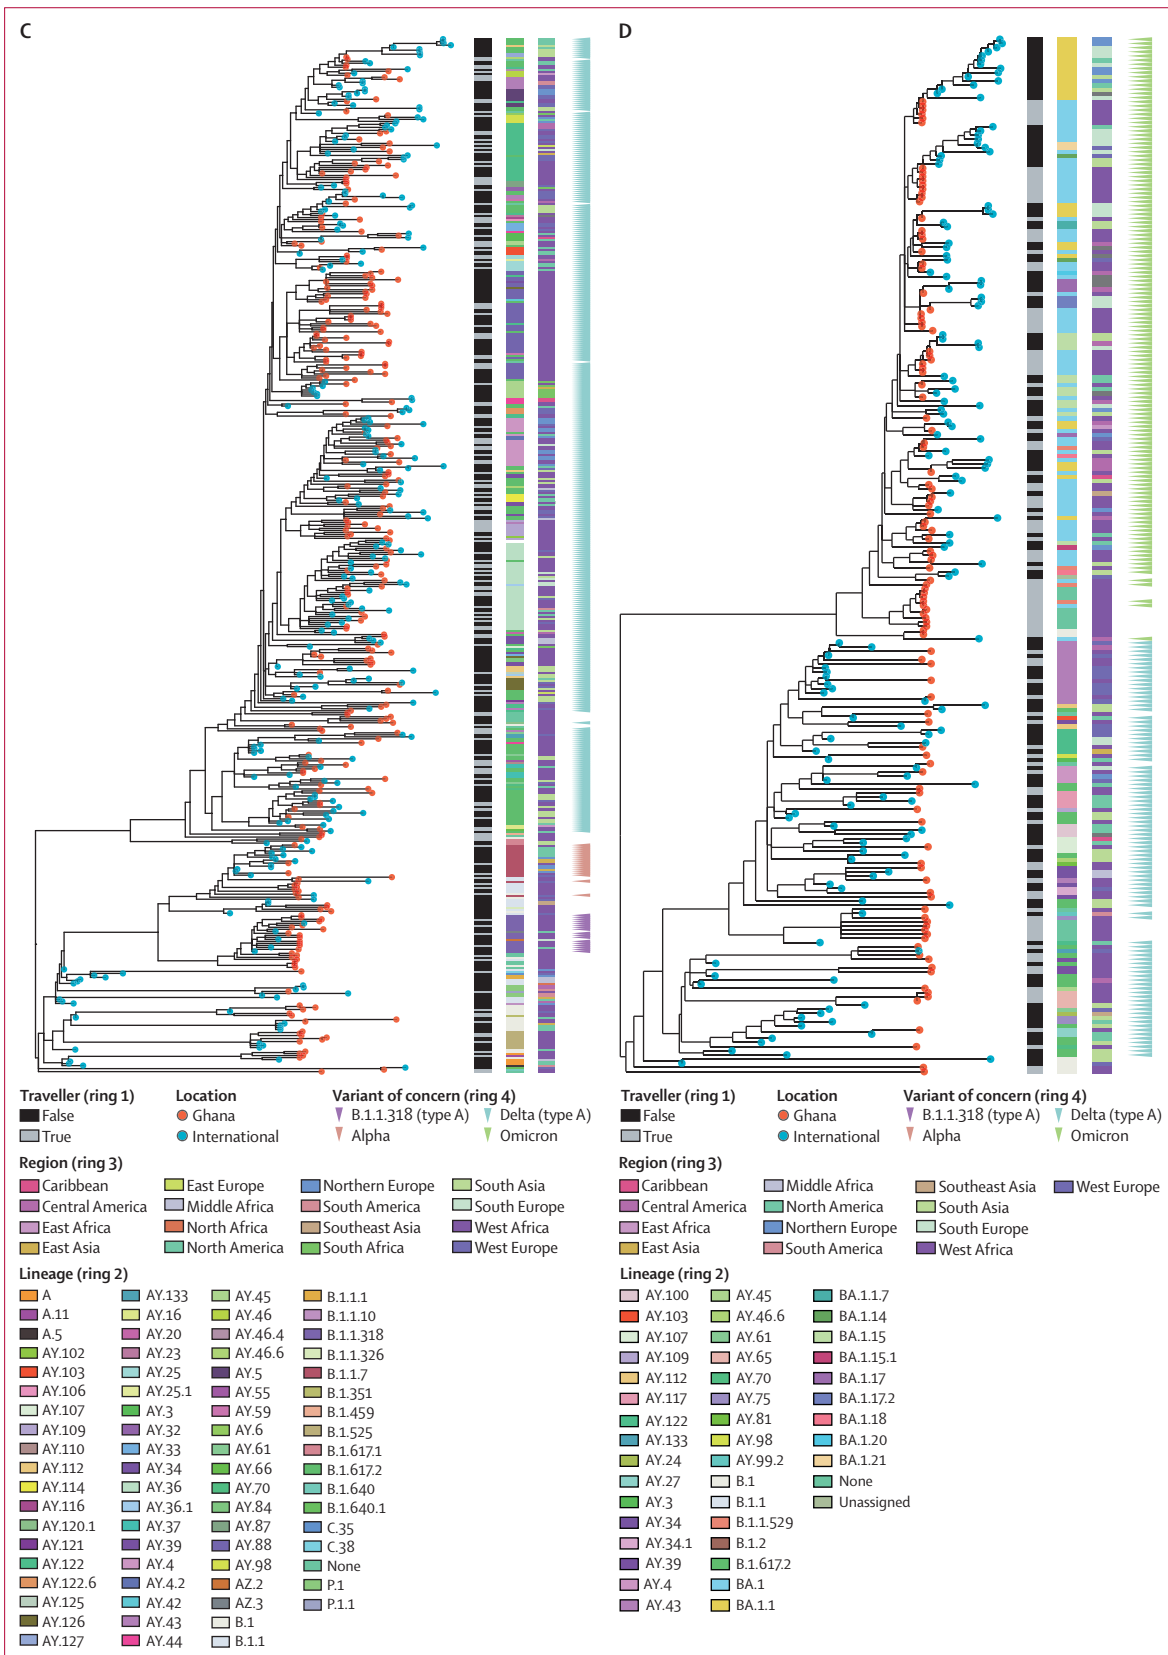 C
D
Traveller (ring 1)
False
True
Location
Ghana
International
Variant of concern (ring 4)
B.1.1.318 (type A)
Alpha
Delta (type A)
Omicron
Region (ring 3)
Caribbean
Central America
East Africa
East Asia
East Europe
Middle Africa
North Africa
North America
Northern Europe
South America
Southeast Asia
South Africa
South Asia
South Europe
West Africa
West Europe
Lineage (ring 2)
A
A.11
A.5
AY.102
AY.103
AY.106
AY.107
AY.109
AY.110
AY.112
AY.114
AY.116
AY.120.1
AY.121
AY.122
AY.122.6
AY.125
AY.126
AY.127
AY.133
AY.16
AY.20
AY.23
AY.25
AY.25.1
AY.3
AY.32
AY.33
AY.34
AY.36
AY.36.1
AY.37
AY.39
AY.4
AY.4.2
AY.42
AY.43
AY.44
AY.45
AY.46
AY.46.4
AY.46.6
AY.5
AY.55
AY.59
AY.6
AY.61
AY.66
AY.70
AY.84
AY.87
AY.88
AY.98
AZ.2
AZ.3
B.1
B.1.1
B.1.1.1
B.1.1.10
B.1.1.318
B.1.1.326
B.1.1.7
B.1.351
B.1.459
B.1.525
B.1.617.1
B.1.617.2
B.1.640
B.1.640.1
C.35
C.38
None
P.1
P.1.1
Traveller (ring 1)
False
True
Location
Ghana
International
Variant of concern (ring 4)
B.1.1.318 (type A)
Alpha
Delta (type A)
Omicron
Region (ring 3)
Caribbean
Central America
East Africa
East Asia
Middle Africa
North America
Northern Europe
South America
Southeast Asia
South Asia
South Europe
West Africa
West Europe
Lineage (ring 2)
AY.100
AY.103
AY.107
AY.109
AY.112
AY.117
AY.122
AY.133
AY.24
AY.27
AY.3
AY.34
AY.34.1
AY.39
AY.4
AY.43
AY.45
AY.46.6
AY.61
AY.65
AY.70
AY.75
AY.81
AY.98
AY.99.2
B.1
B.1.1
B.1.1.529
B.1.2
B.1.617.2
BA.1
BA.1.1
BA.1.1.7
BA.1.14
BA.1.15
BA.1.15.1
BA.1.17
BA.1.17.2
BA.1.18
BA.1.20
BA.1.21
None
Unassigned